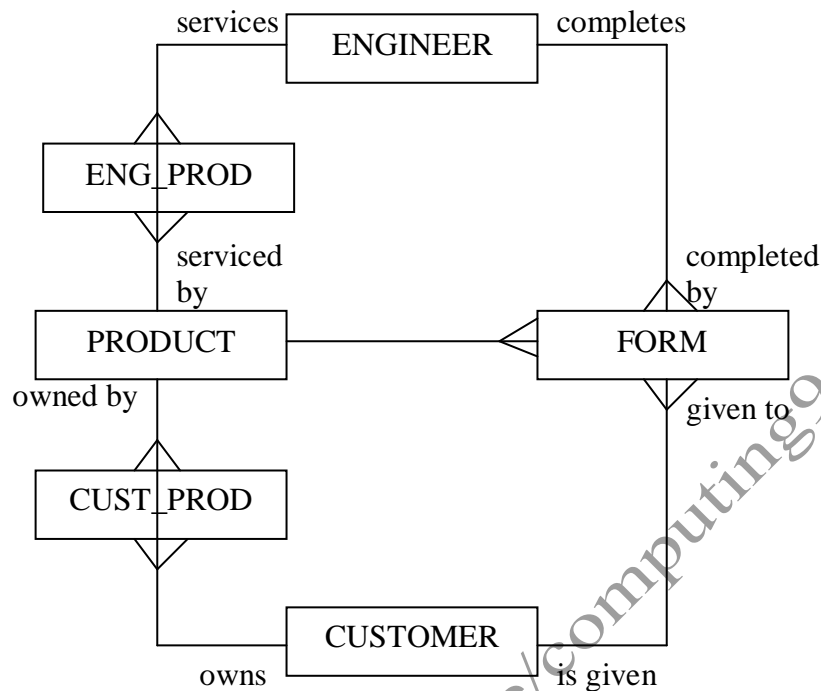 services
ENGINEER
completes
ENG_PROD
serviced
by
completed
by
PRODUCT
FORM
owned by
given to
CUST_PROD
CUSTOMER
owns
is given
s/computing9